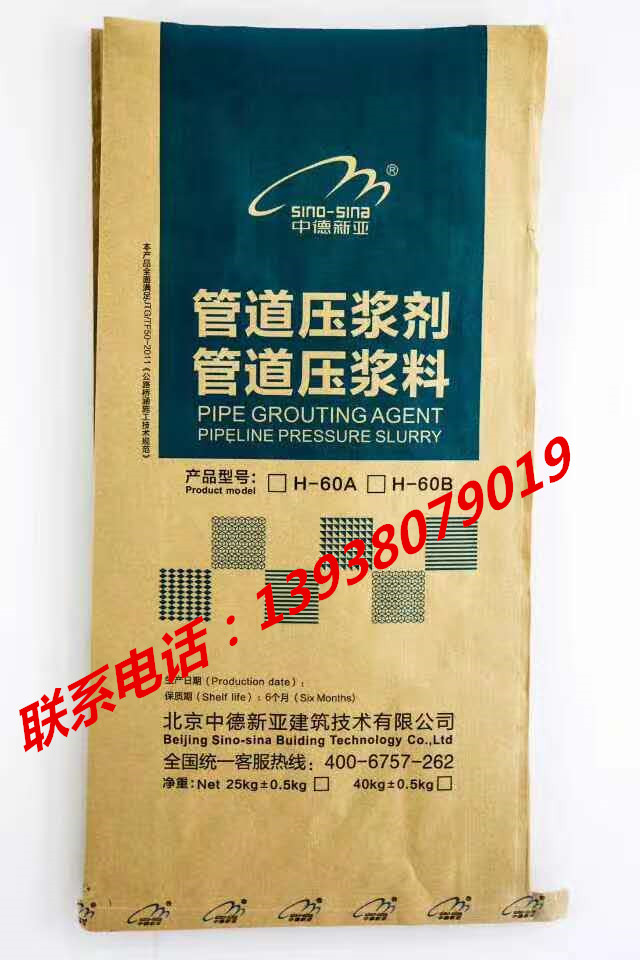 ®
sino-sina
中德新亚
管道压浆剂
管道压浆料
PIPE GROUTING AGENT
PIPELINE PRESSURE SLURRY
本产品全面满足JTG/TF50-2011《公路桥涵施工技术规范》
产品型号: H-60A H-60B
Product model
联系电话:13938079019
生产日期(Production date):
保质期(Shelf life):6个月(Six Months)
北京中德新亚建筑技术有限公司
Beijing Sino-sina Buiding Technology Co.,Ltd
全国统一客服热线:400-6757-262
净重:Net 25kg±0.5kg 40kg±0.5kg
sino-sina
中德新亚